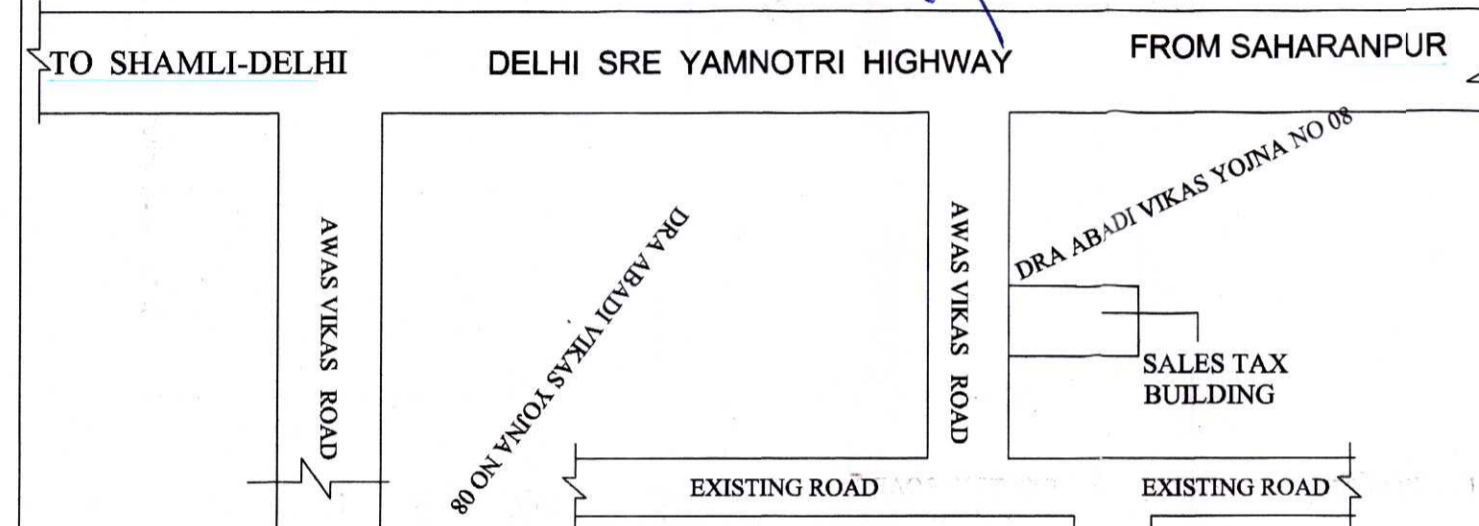 TO SHAMLI-DELHI
DELHI SRE YAMNOTRI HIGHWAY
FROM SAHARANPUR
AWAS VIKAS ROAD
DRA ABADI VIKAS YOJNA NO 08
AWAS VIKAS ROAD
DRA ABADI VIKAS YOJNA NO 08
SALES TAX
BUILDING
EXISTING ROAD
EXISTING ROAD